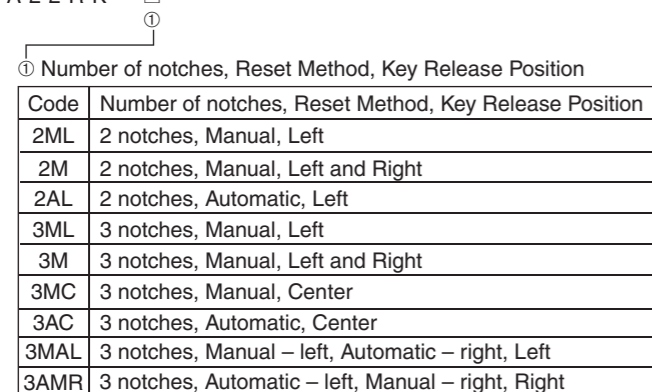 ①
① Number of notches, Reset Method, Key Release Position
Code Number of notches, Reset Method, Key Release Position
2ML 2 notches, Manual, Left
2M 2 notches, Manual, Left and Right
2AL 2 notches, Automatic, Left
3ML 3 notches, Manual, Left
3M 3 notches, Manual, Left and Right
3MC 3 notches, Manual, Center
3AC 3 notches, Automatic, Center
3MAL 3 notches, Manual – left, Automatic – right, Left
3AMR 3 notches, Automatic – left, Manual – right, Right